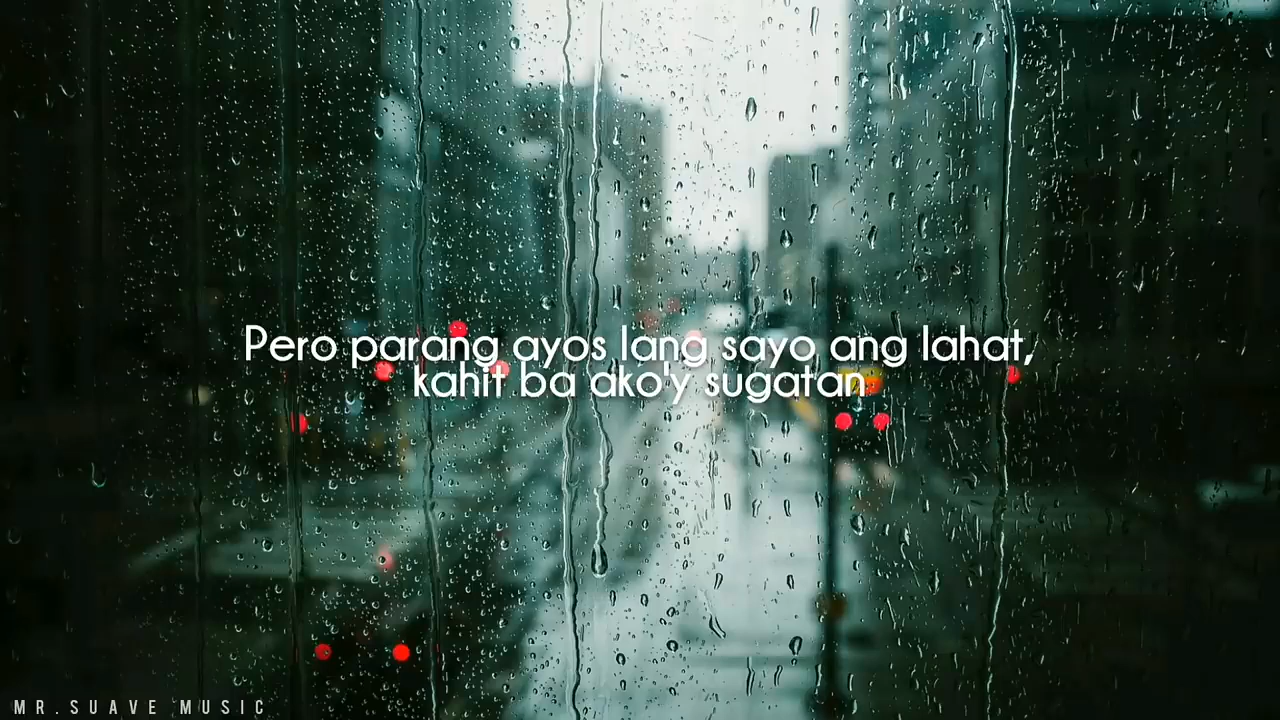 Pero parang ayos lang sayo ang lahat,
kahit ba ako'y sugatan
MR.SUAVE MUSIC